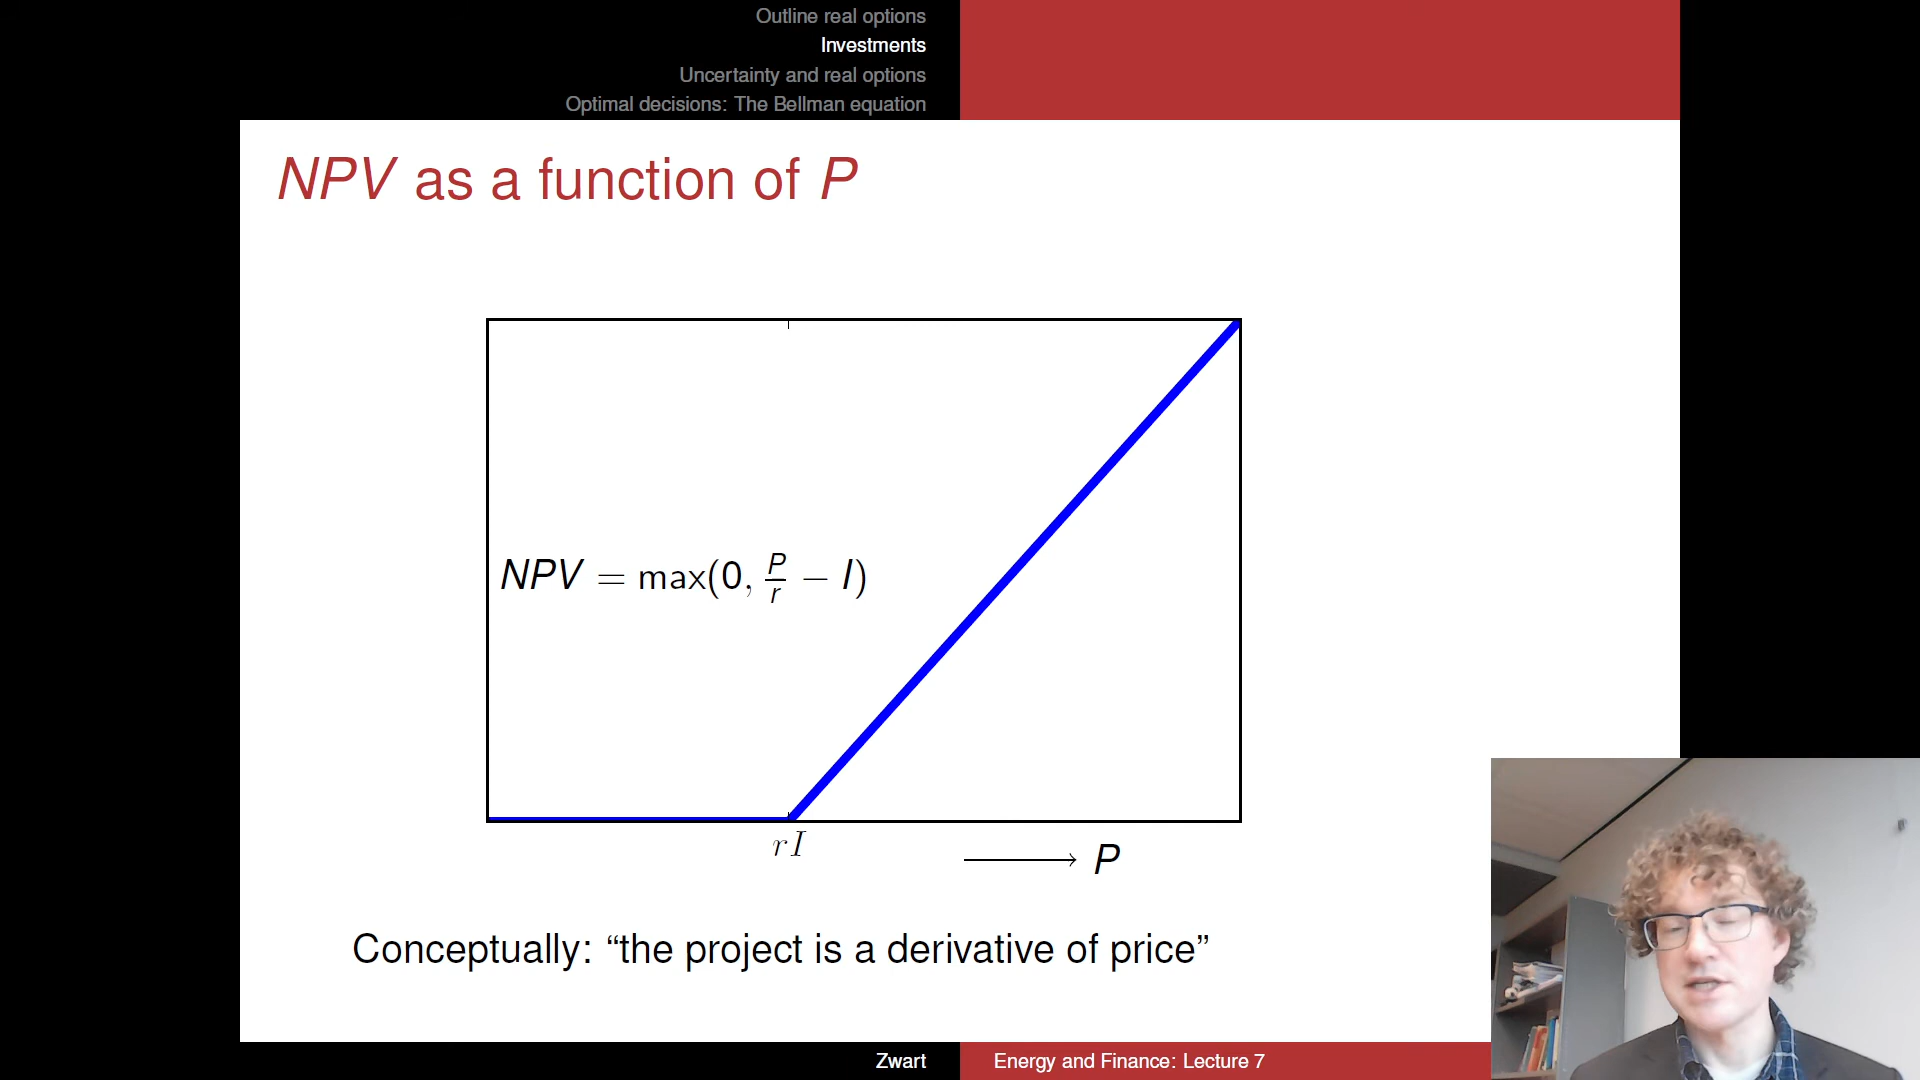 Outline real options
Investments
Uncertainty and real options
Optimal decisions: The Bellman equation
NPV as a function of P
NPV = max(0, P/r − I)
rI
⟶ P
Conceptually: “the project is a derivative of price”
Zwart
Energy and Finance: Lecture 7